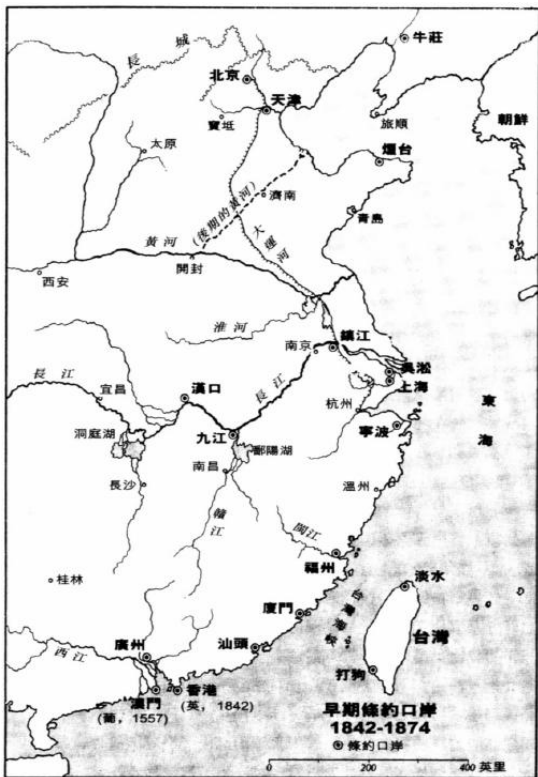 長城
牛莊
北京
天津
旅順
朝鮮
寶坻
太原
煙台
(後期的黃河)
濟南
大運河
青島
黃河
開封
西安
淮河
鎮江
南京
吳淞
上海
長江
宜昌
漢口
長江
杭州
東海
洞庭湖
九江
鄱陽湖
寧波
長沙
南昌
溫州
贛江
閩江
桂林
福州
淡水
廈門
台灣海峽
台灣
廣州
汕頭
西江
打狗
澳門
香港
(葡，1557)
(英，1842)
早期條約口岸
1842-1874
條約口岸
0 200 400 英里